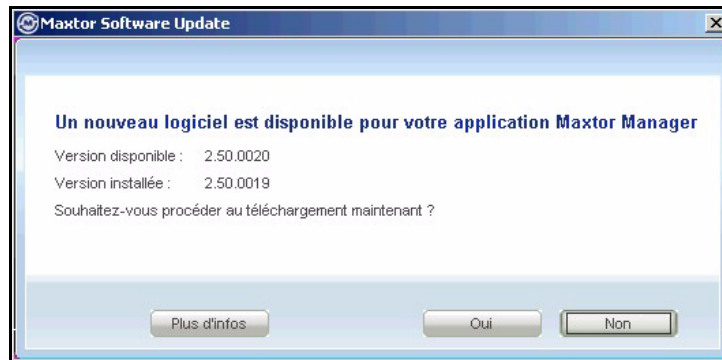 Maxtor Software Update
Un nouveau logiciel est disponible pour votre application Maxtor Manager
Version disponible : 2.50.0020
Version installée : 2.50.0019
Souhaitez-vous procéder au téléchargement maintenant ?
Plus d'infos Oui Non